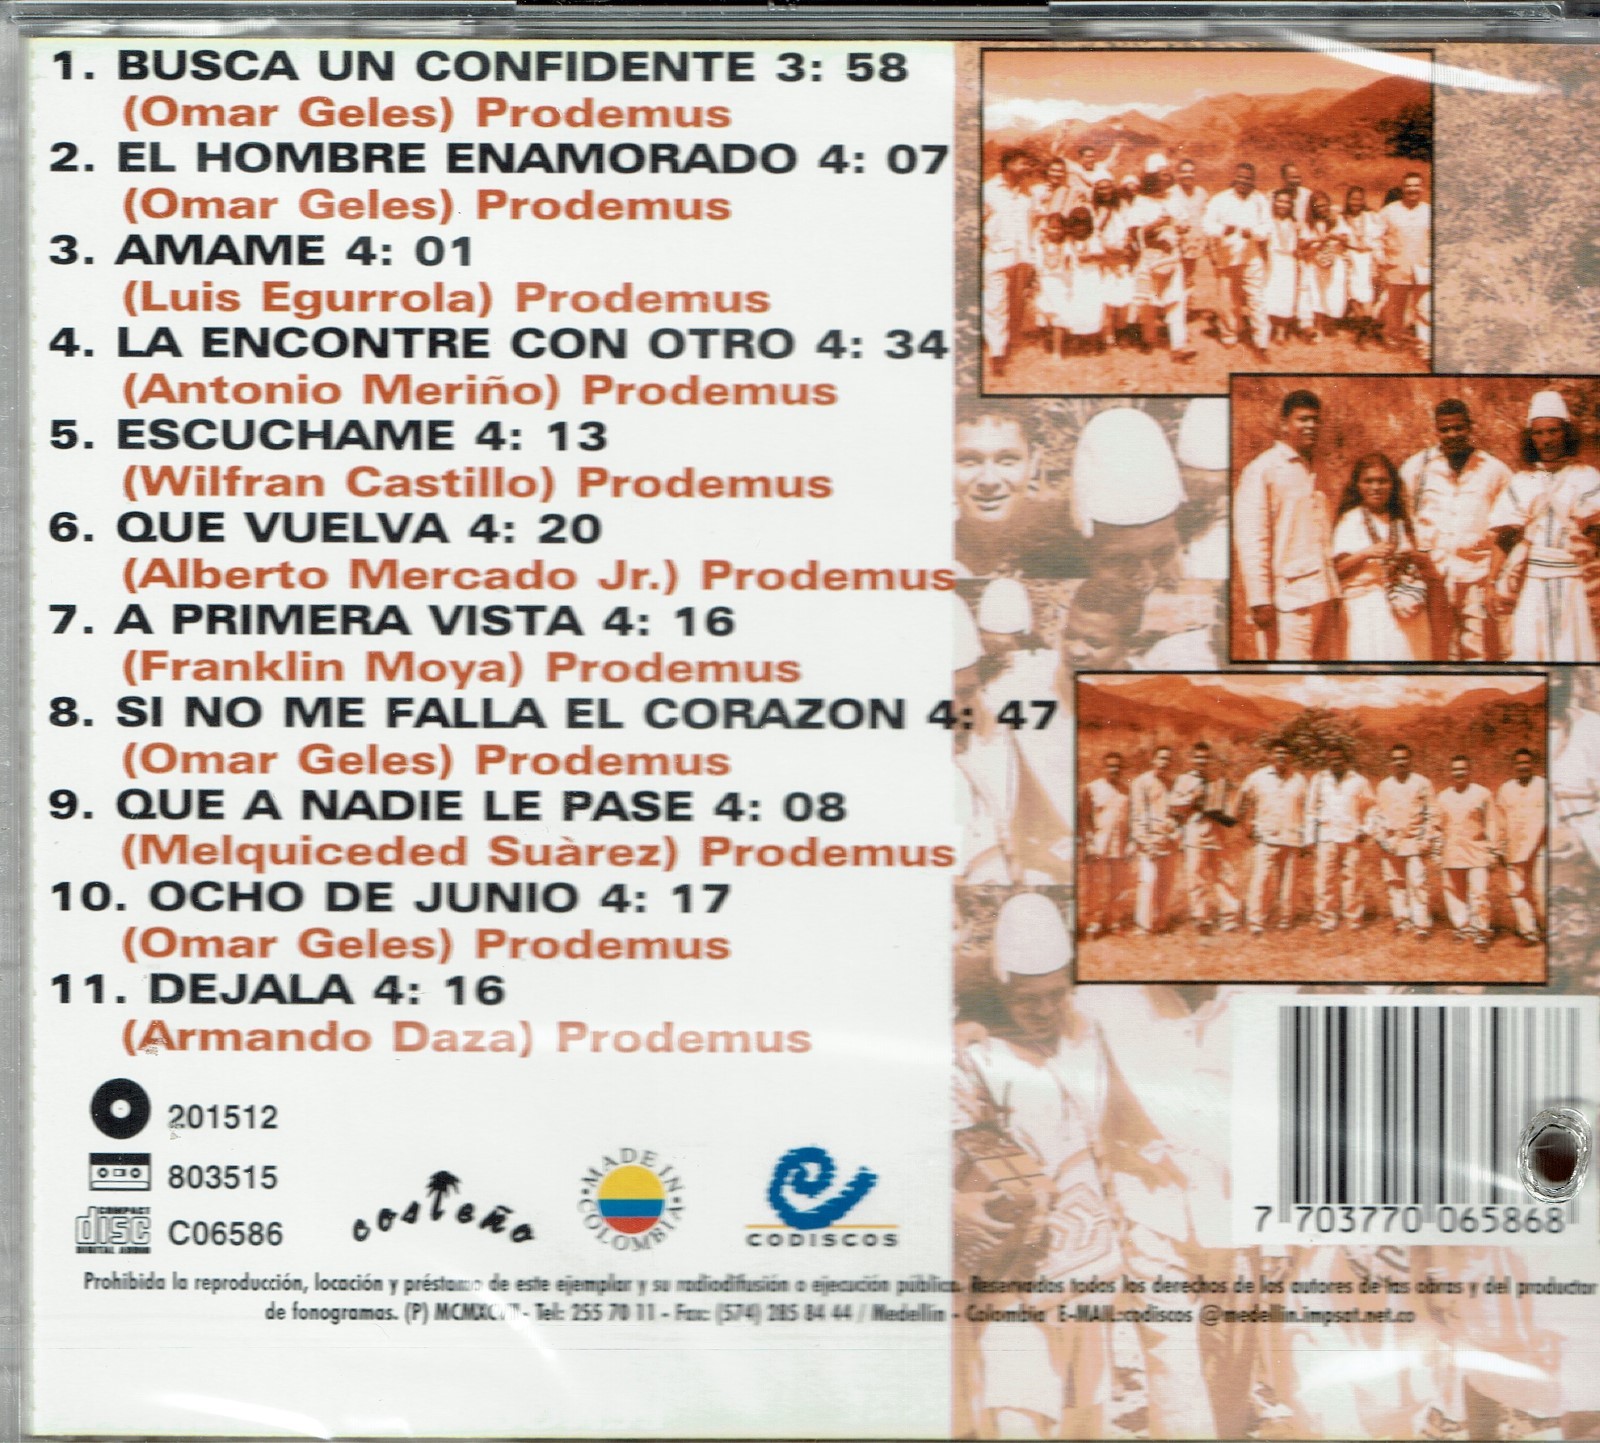 1. BUSCA UN CONFIDENTE 3: 58
(Omar Geles) Prodemus
2. EL HOMBRE ENAMORADO 4: 07
(Omar Geles) Prodemus
3. AMAME 4: 01
(Luis Egurrola) Prodemus
4. LA ENCONTRE CON OTRO 4: 34
(Antonio Meriño) Prodemus
5. ESCUCHAME 4: 13
(Wilfran Castillo) Prodemus
6. QUE VUELVA 4: 20
(Alberto Mercado Jr.) Prodemus
7. A PRIMERA VISTA 4: 16
(Franklin Moya) Prodemus
8. SI NO ME FALLA EL CORAZON 4: 47
(Omar Geles) Prodemus
9. QUE A NADIE LE PASE 4: 08
(Melquiceded Suàrez) Prodemus
10. OCHO DE JUNIO 4: 17
(Omar Geles) Prodemus
11. DEJALA 4: 16
(Armando Daza) Prodemus
201512
803515
COMPACT
disc
DIGITAL AUDIO
C06586
costeño
MADE IN COLOMBIA
CODISCOS
7 703770 065868
Prohibida la reproducción, locación y préstamo de este ejemplar y su radiodifusión o ejecución pública. Reservados todos los derechos de los autores de las obras y del productor
de fonogramas. (P) - Tel: 255 70 11 - Fax: (574) 285 84 44 / Medellin - Colombia E-MAIL:codiscos @medellin.impsat.net.co